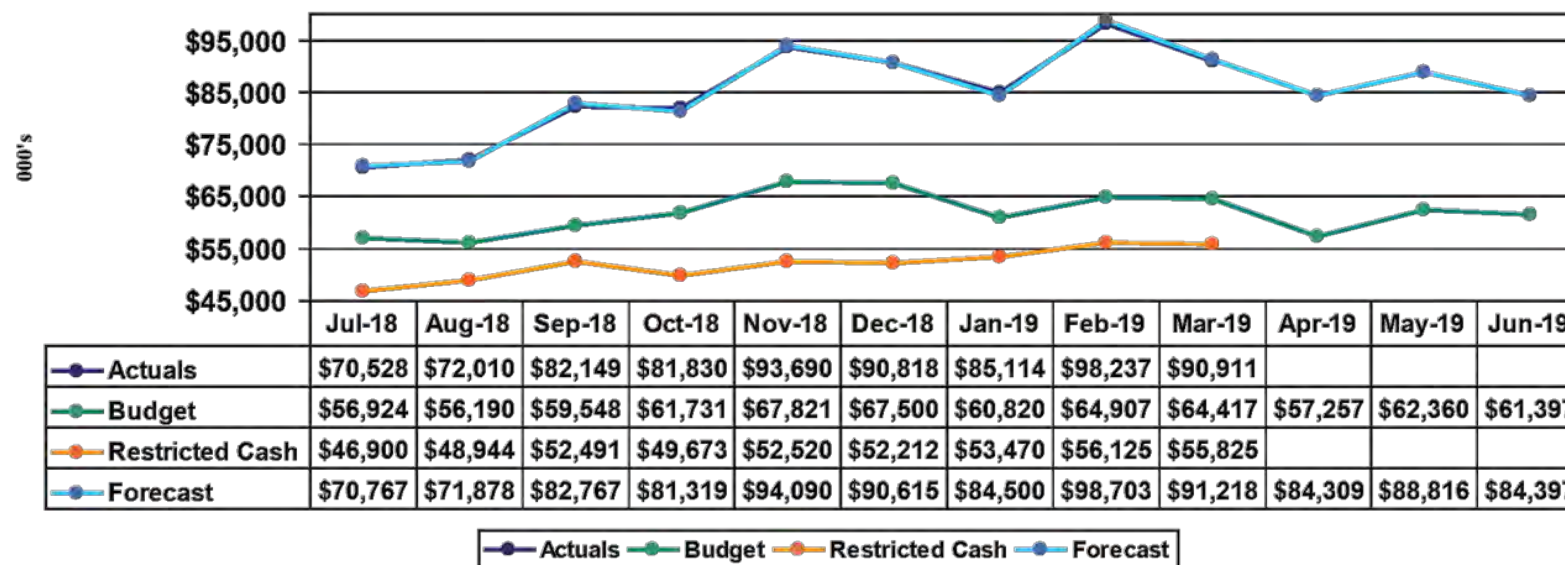 000's
$95,000
$85,000
$75,000
$65,000
$55,000
$45,000
Jul-18 Aug-18 Sep-18 Oct-18 Nov-18 Dec-18 Jan-19 Feb-19 Mar-19 Apr-19 May-19 Jun-19
Actuals $70,528 $72,010 $82,149 $81,830 $93,690 $90,818 $85,114 $98,237 $90,911
Budget $56,924 $56,190 $59,548 $61,731 $67,821 $67,500 $60,820 $64,907 $64,417 $57,257 $62,360 $61,397
Restricted Cash $46,900 $48,944 $52,491 $49,673 $52,520 $52,212 $53,470 $56,125 $55,825
Forecast $70,767 $71,878 $82,767 $81,319 $94,090 $90,615 $84,500 $98,703 $91,218 $84,309 $88,816 $84,397
Actuals Budget Restricted Cash Forecast